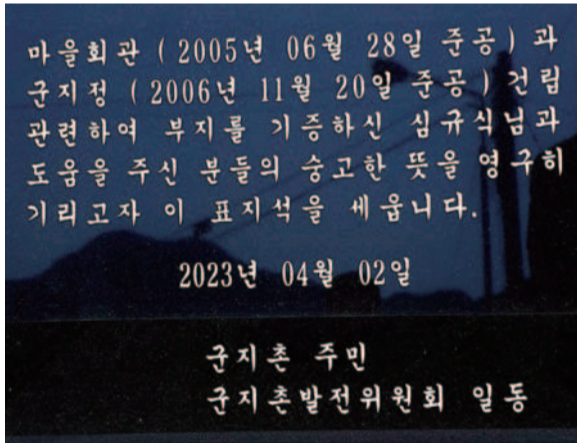 마을회관 ( 2005년 06월 28일 준공 ) 과
군지정 ( 2006년 11월 20일 준공 ) 건립
관련하여 부지를 기증하신 심규식님과
도움을 주신 분들의 숭고한 뜻을 영구히
기리고자 이 표지석을 세웁니다.
2023년 04월 02일
군지촌 주민
군지촌발전위원회 일동